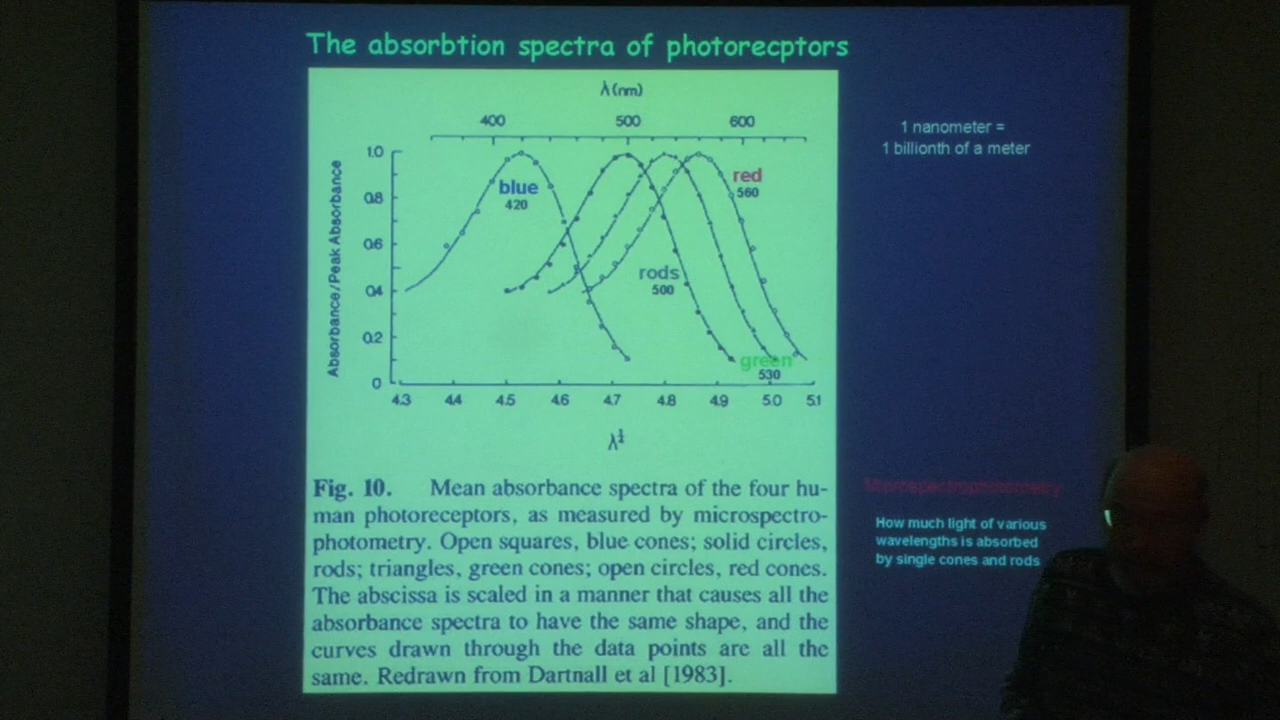 The absorbtion spectra of photorecptors
λ(nm)
400 500 600
1 nanometer =
1 billionth of a meter
Absorbance/Peak Absorbance
1.0
0.8
0.6
0.4
0.2
0
blue
420
red
560
rods
500
green
530
4.3 4.4 4.5 4.6 4.7 4.8 4.9 5.0 5.1
λ¼
Fig. 10. Mean absorbance spectra of the four hu-
man photoreceptors, as measured by microspectro-
photometry. Open squares, blue cones; solid circles,
rods; triangles, green cones; open circles, red cones.
The abscissa is scaled in a manner that causes all the
absorbance spectra to have the same shape, and the
curves drawn through the data points are all the
same. Redrawn from Dartnall et al [1983].
Microspectrophotometry
How much light of various
wavelengths is absorbed
by single cones and rods